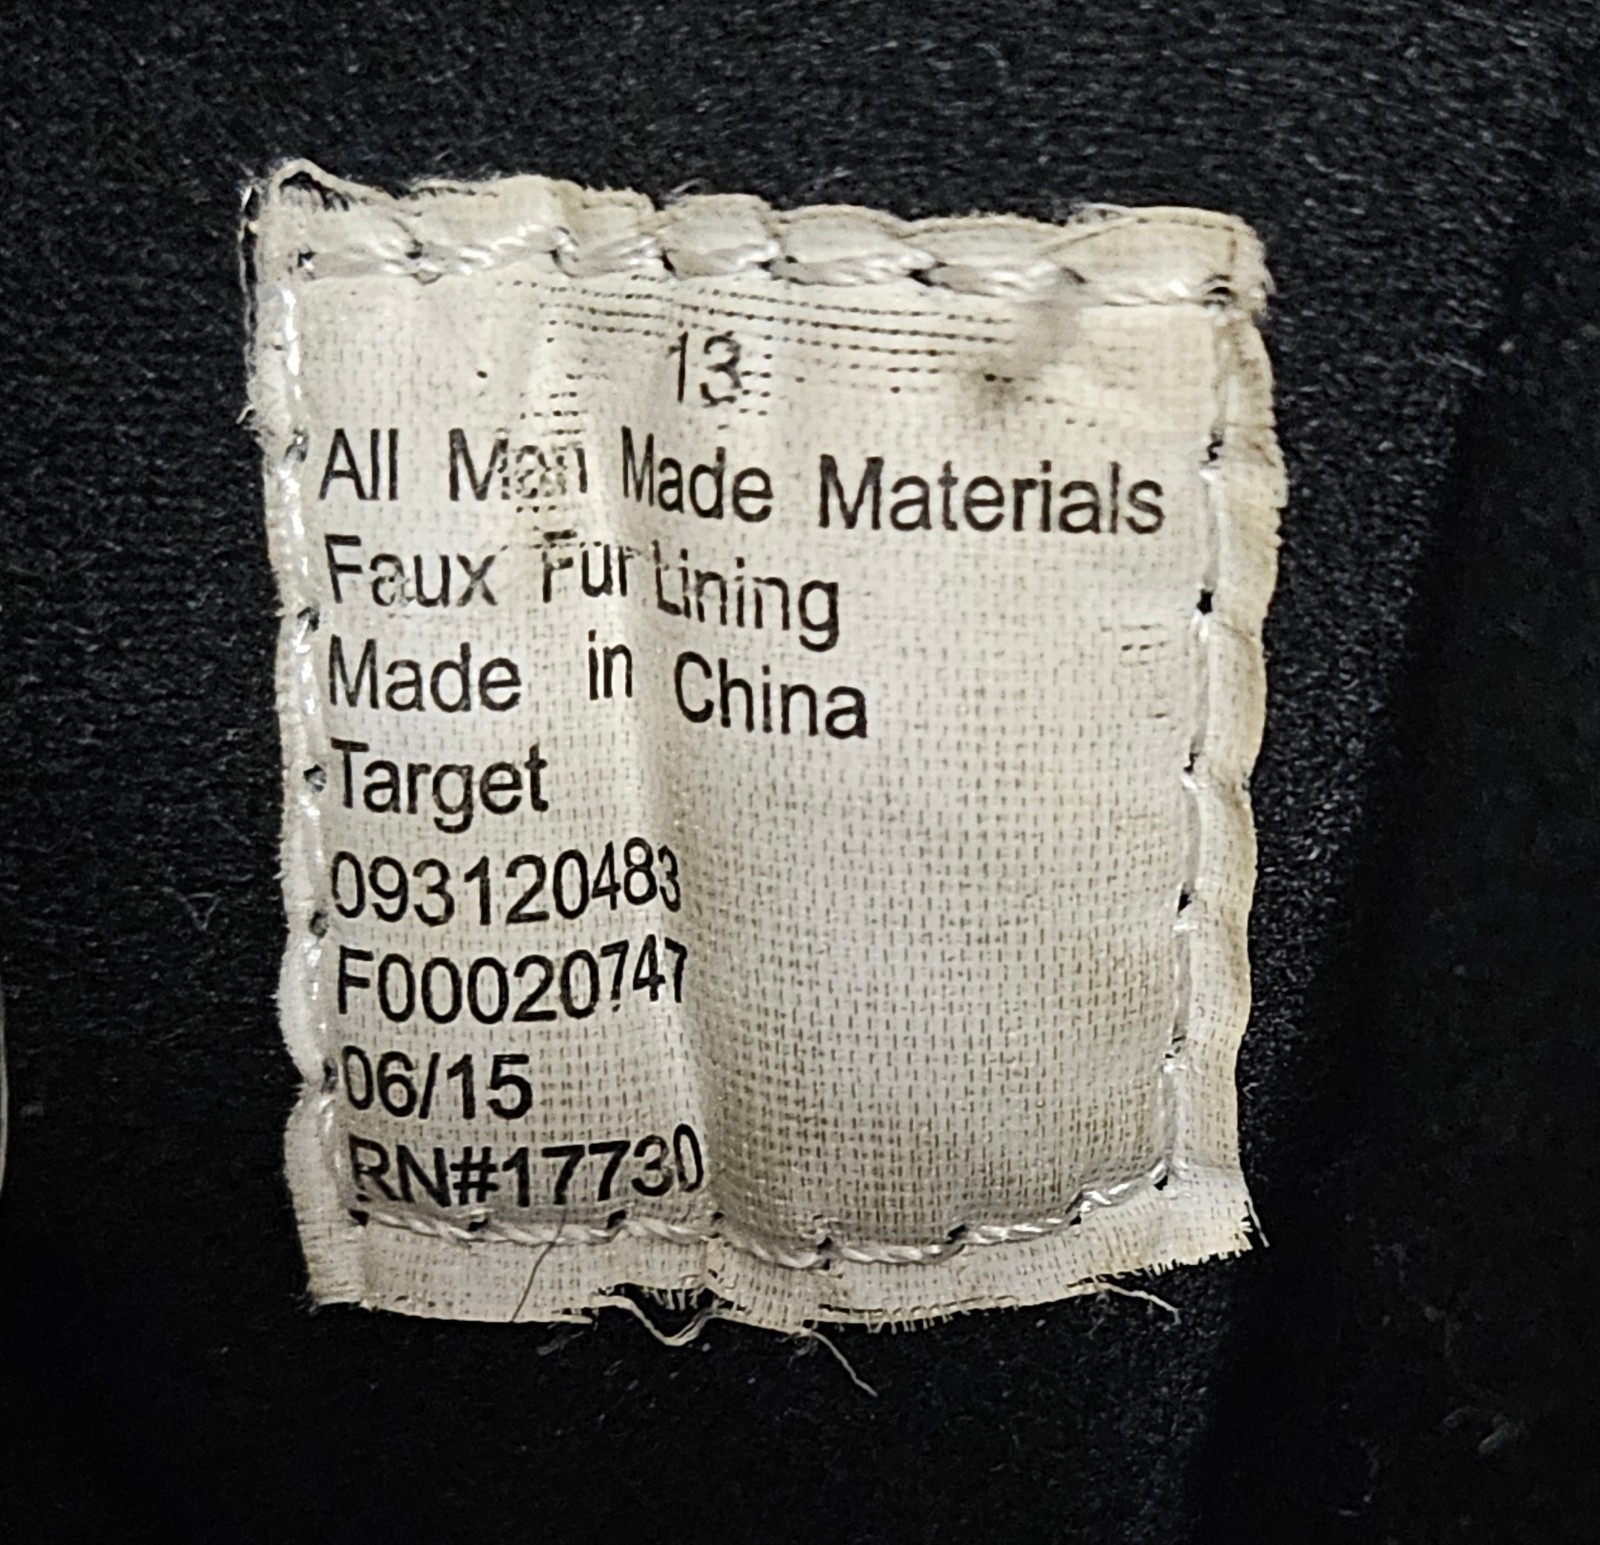 13
All Man Made Materials
Faux Fur Lining
Made in China
Target
093120483
F00020747
06/15
RN#17730